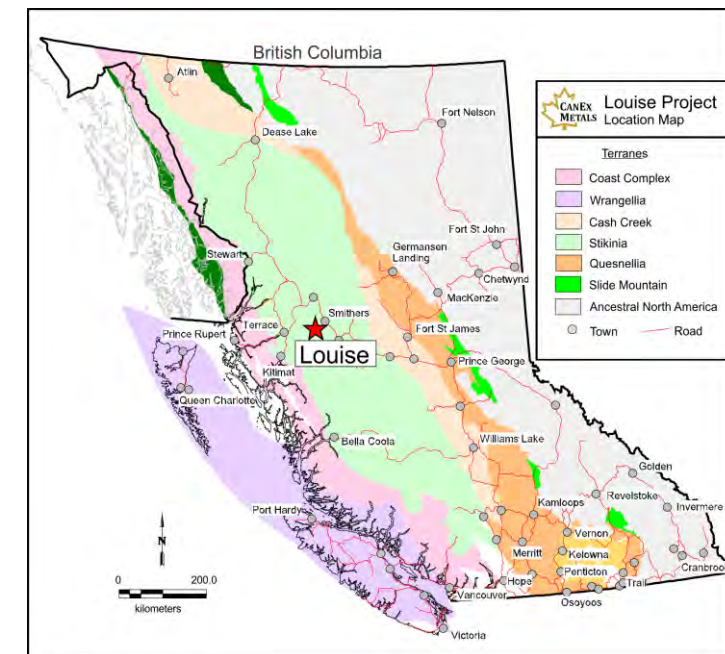 British Columbia
Atlin
Dease Lake
Fort Nelson
CANEX
METALS
Louise Project
Location Map
Terranes
Coast Complex
Wrangellia
Cash Creek
Stikinia
Quesnellia
Slide Mountain
Ancestral North America
Town
Road
Fort St John
Stewart
Germansen
Landing
Chetwynd
MacKenzie
Smithers
Terrace
Fort St James
Prince Rupert
Louise
Kitimat
Prince George
Queen Charlotte
Bella Coola
Williams Lake
Golden
Revelstoke
Invermere
Kamloops
Port Hardy
Vernon
Merritt
Kelowna
Cranbroo
Penticton
Hope
Trail
Vancouver
Osoyoos
Victoria
N
0
200.0
kilometers